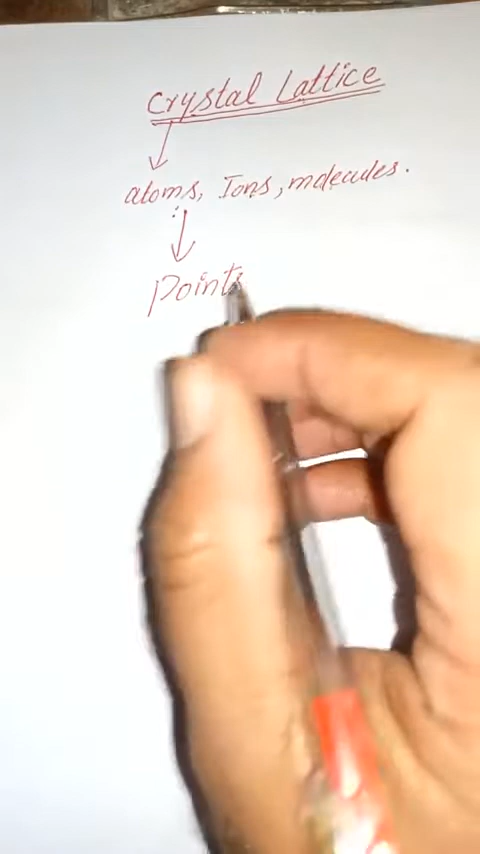 Crystal Lattice
atoms, Ions, molecules.
Points